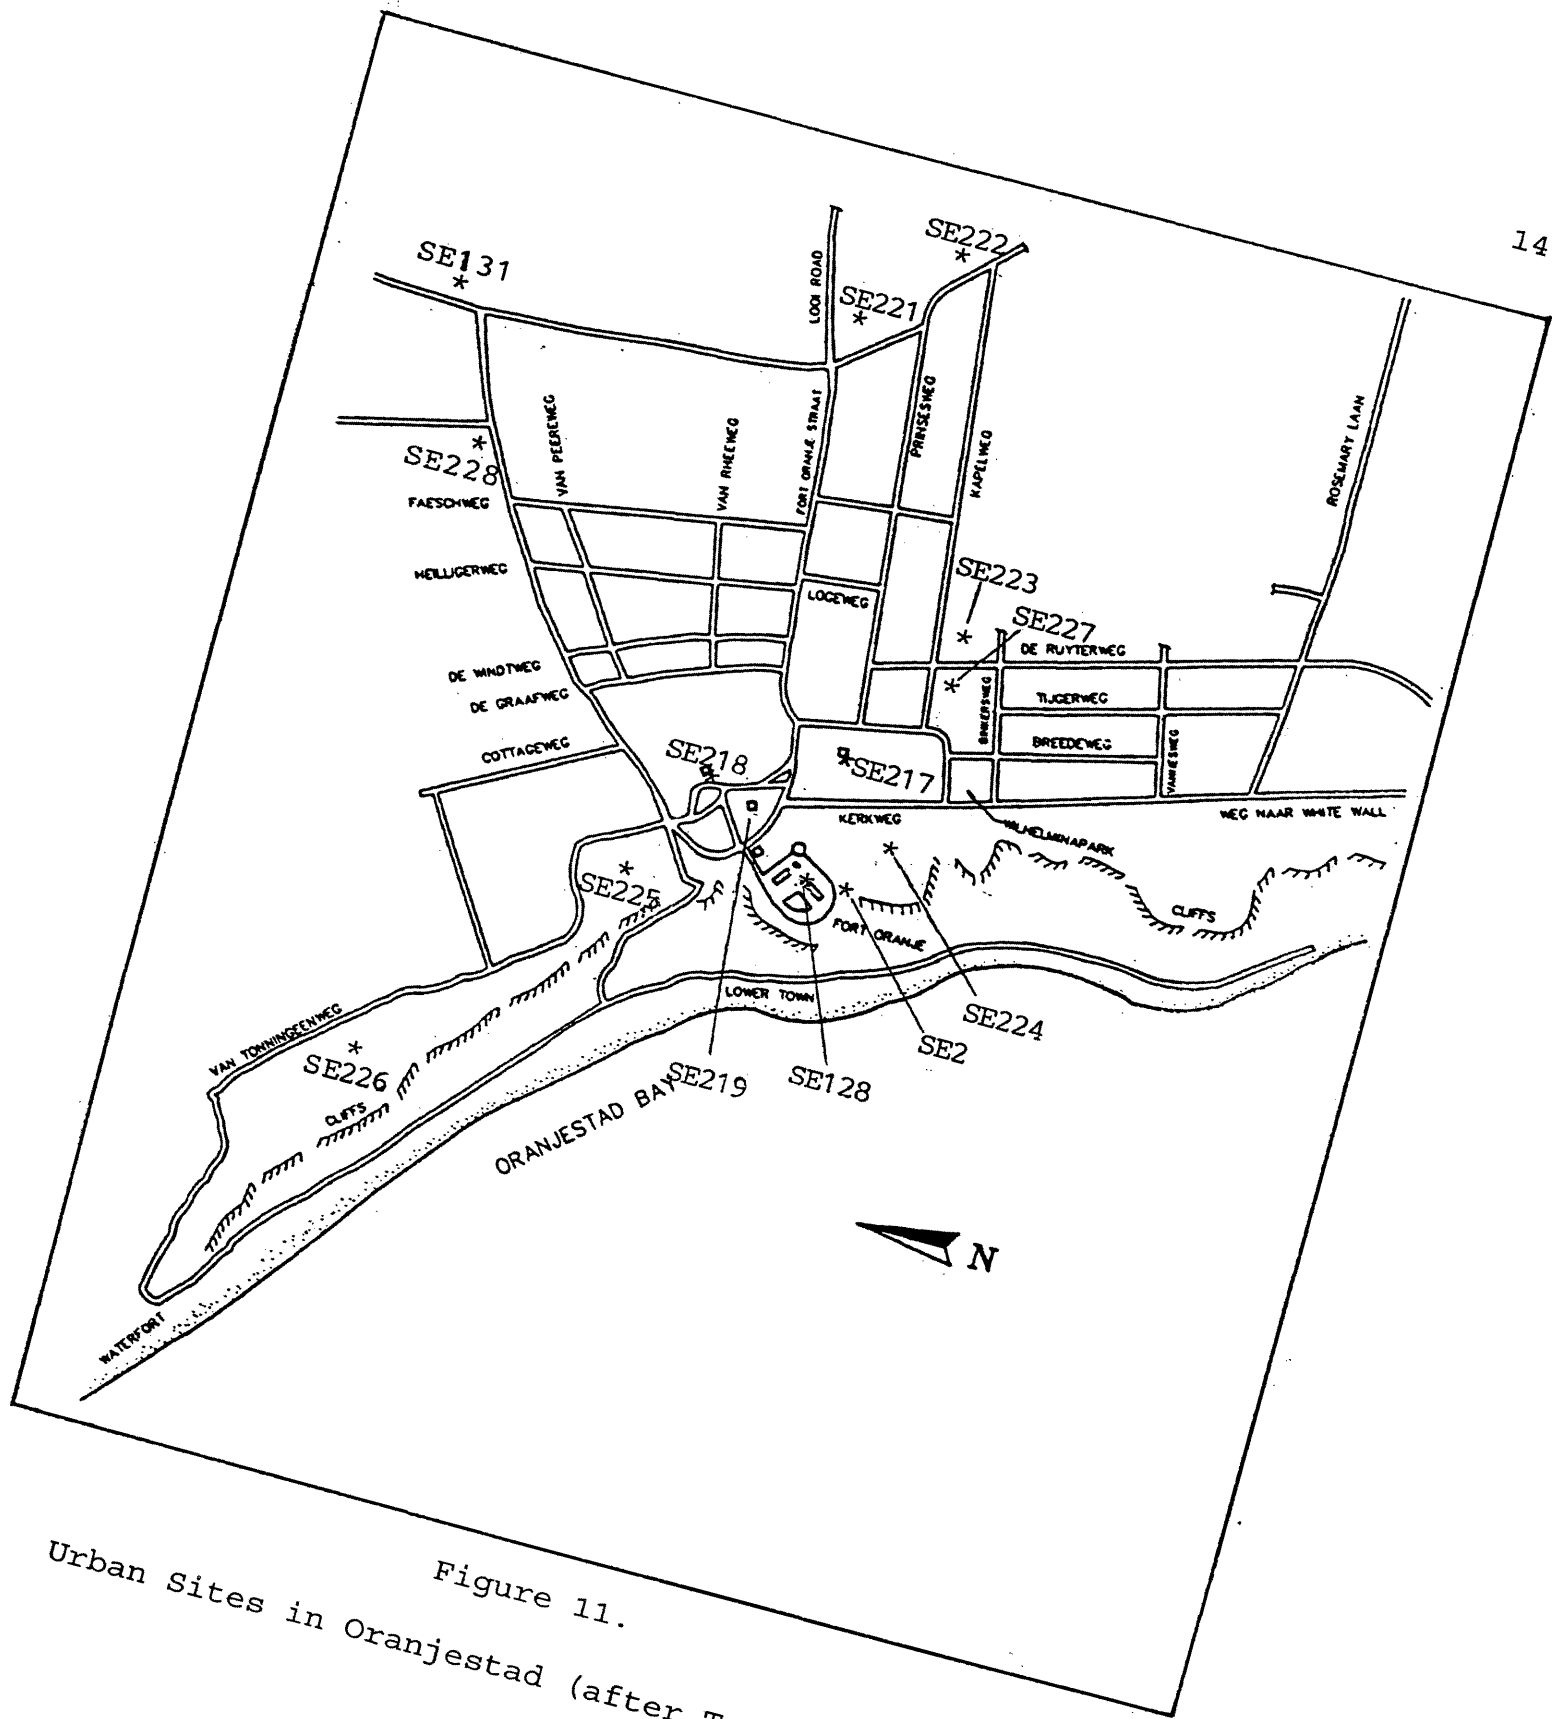 14
SE222
SE131
LOOI ROAD
SE221
PRINSESWEG
VAN PEEREWEG
VAN RHEEWEG
FORT ORANJE STRAAT
KAPELWEG
ROSEMARY LAAN
SE228
FAESCHWEG
HEILLIGERWEG
LOGEWEG
SE223
SE227
DE RUYTERWEG
DE WINDTWEG
DE GRAAFWEG
TIJGERWEG
COTTAGEWEG
BREEDEWEG
SE218
SE217
KERKWEG
WILHELMINAPARK
WEG NAAR WHITE WALL
SE225
CLIFFS
FORT ORANJE
LOWER TOWN
VAN TONNINGEENWEG
SE224
SE2
SE226
SE219
SE128
CLIFFS
ORANJESTAD BAY
N
WATERFORT
Figure 11.
Urban Sites in Oranjestad (after